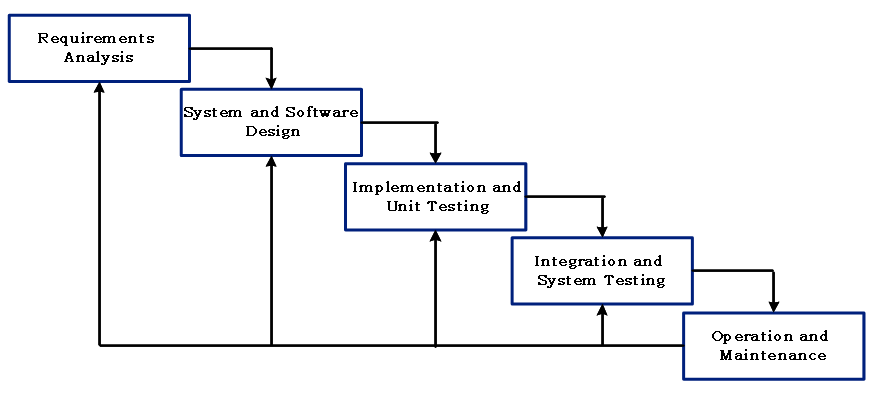 Requirements
Analysis
System and Software
Design
Implementation and
Unit Testing
Integration and
System Testing
Operation and
Maintenance